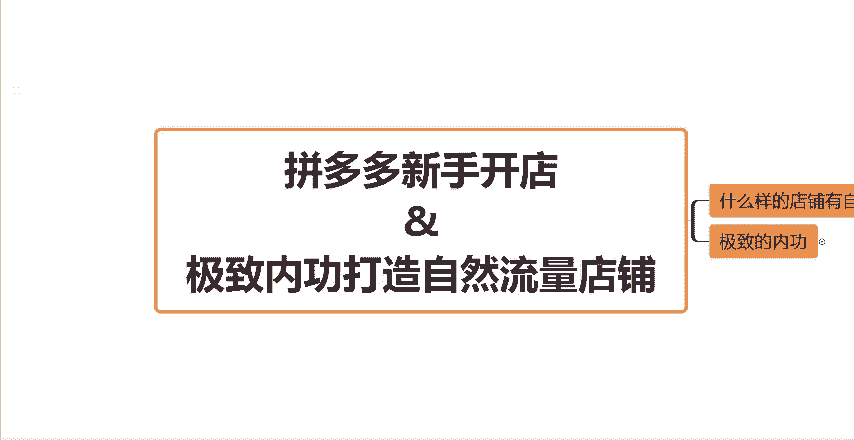 拼多多新手开店
&
极致内功打造自然流量店铺
什么样的店铺有自
极致的内功